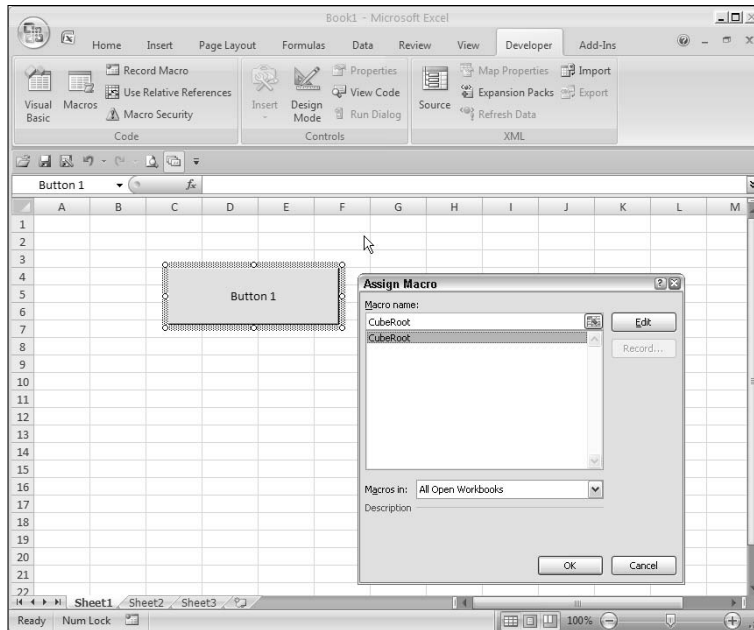 Book1 - Microsoft Excel
Home Insert Page Layout Formulas Data Review View Developer Add-Ins
Visual Basic
Macros
Record Macro
Use Relative References
Macro Security
Code
Insert
Design Mode
Properties
View Code
Run Dialog
Controls
Source
Map Properties
Expansion Packs
Refresh Data
Import
Export
XML
Button 1
fx
A B C D E F G H I J K L M
1
2
3
4
5
6
7
8
9
10
11
12
13
14
15
16
17
18
19
20
21
22
Button 1
Assign Macro
Macro name:
CubeRoot
CubeRoot
Edit
Record...
Macros in: All Open Workbooks
Description
OK Cancel
Sheet1 Sheet2 Sheet3
Ready Num Lock 100%